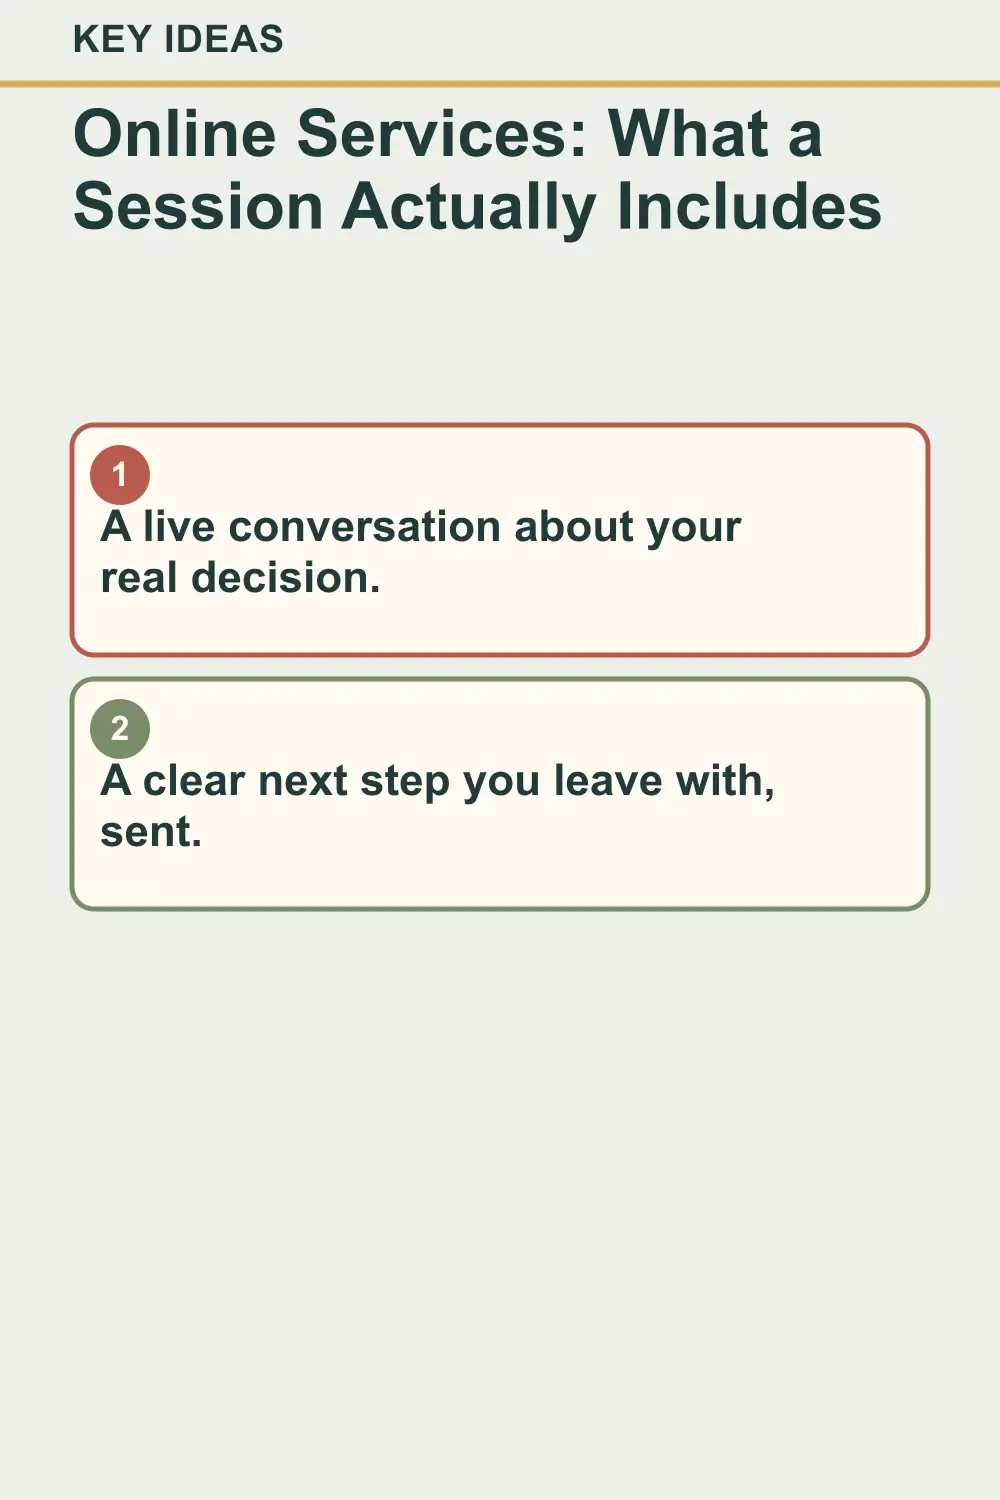 KEY IDEAS
Online Services: What a
Session Actually Includes
1
A live conversation about your
real decision.
2
A clear next step you leave with,
sent.